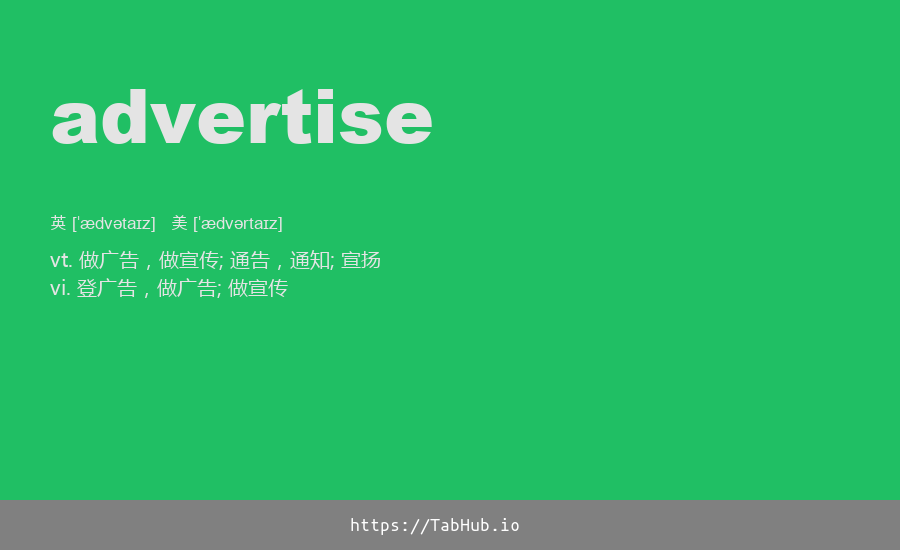 advertise
英 [ˈædvətaɪz] 美 [ˈædvərtaɪz]
vt. 做广告，做宣传; 通告，通知; 宣扬
vi. 登广告，做广告; 做宣传
https://TabHub.io